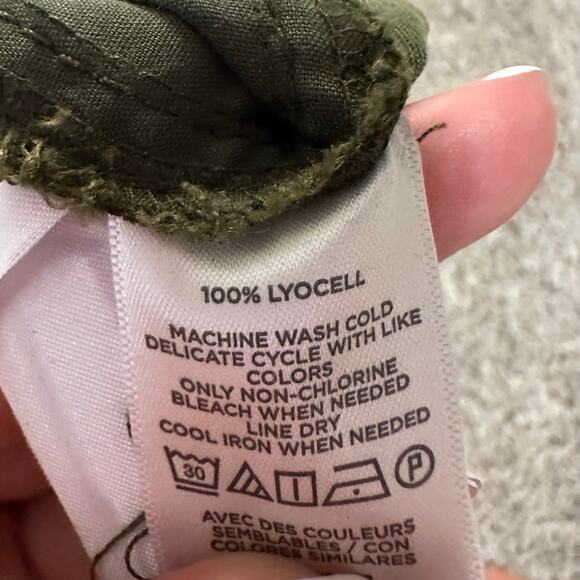 100% LYOCELL
MACHINE WASH COLD
DELICATE CYCLE WITH LIKE
COLORS
ONLY NON-CHLORINE
BLEACH WHEN NEEDED
LINE DRY
COOL IRON WHEN NEEDED
30 P
AVEC DES COULEURS
SEMBLABLES / CON
COLORES SIMILARES